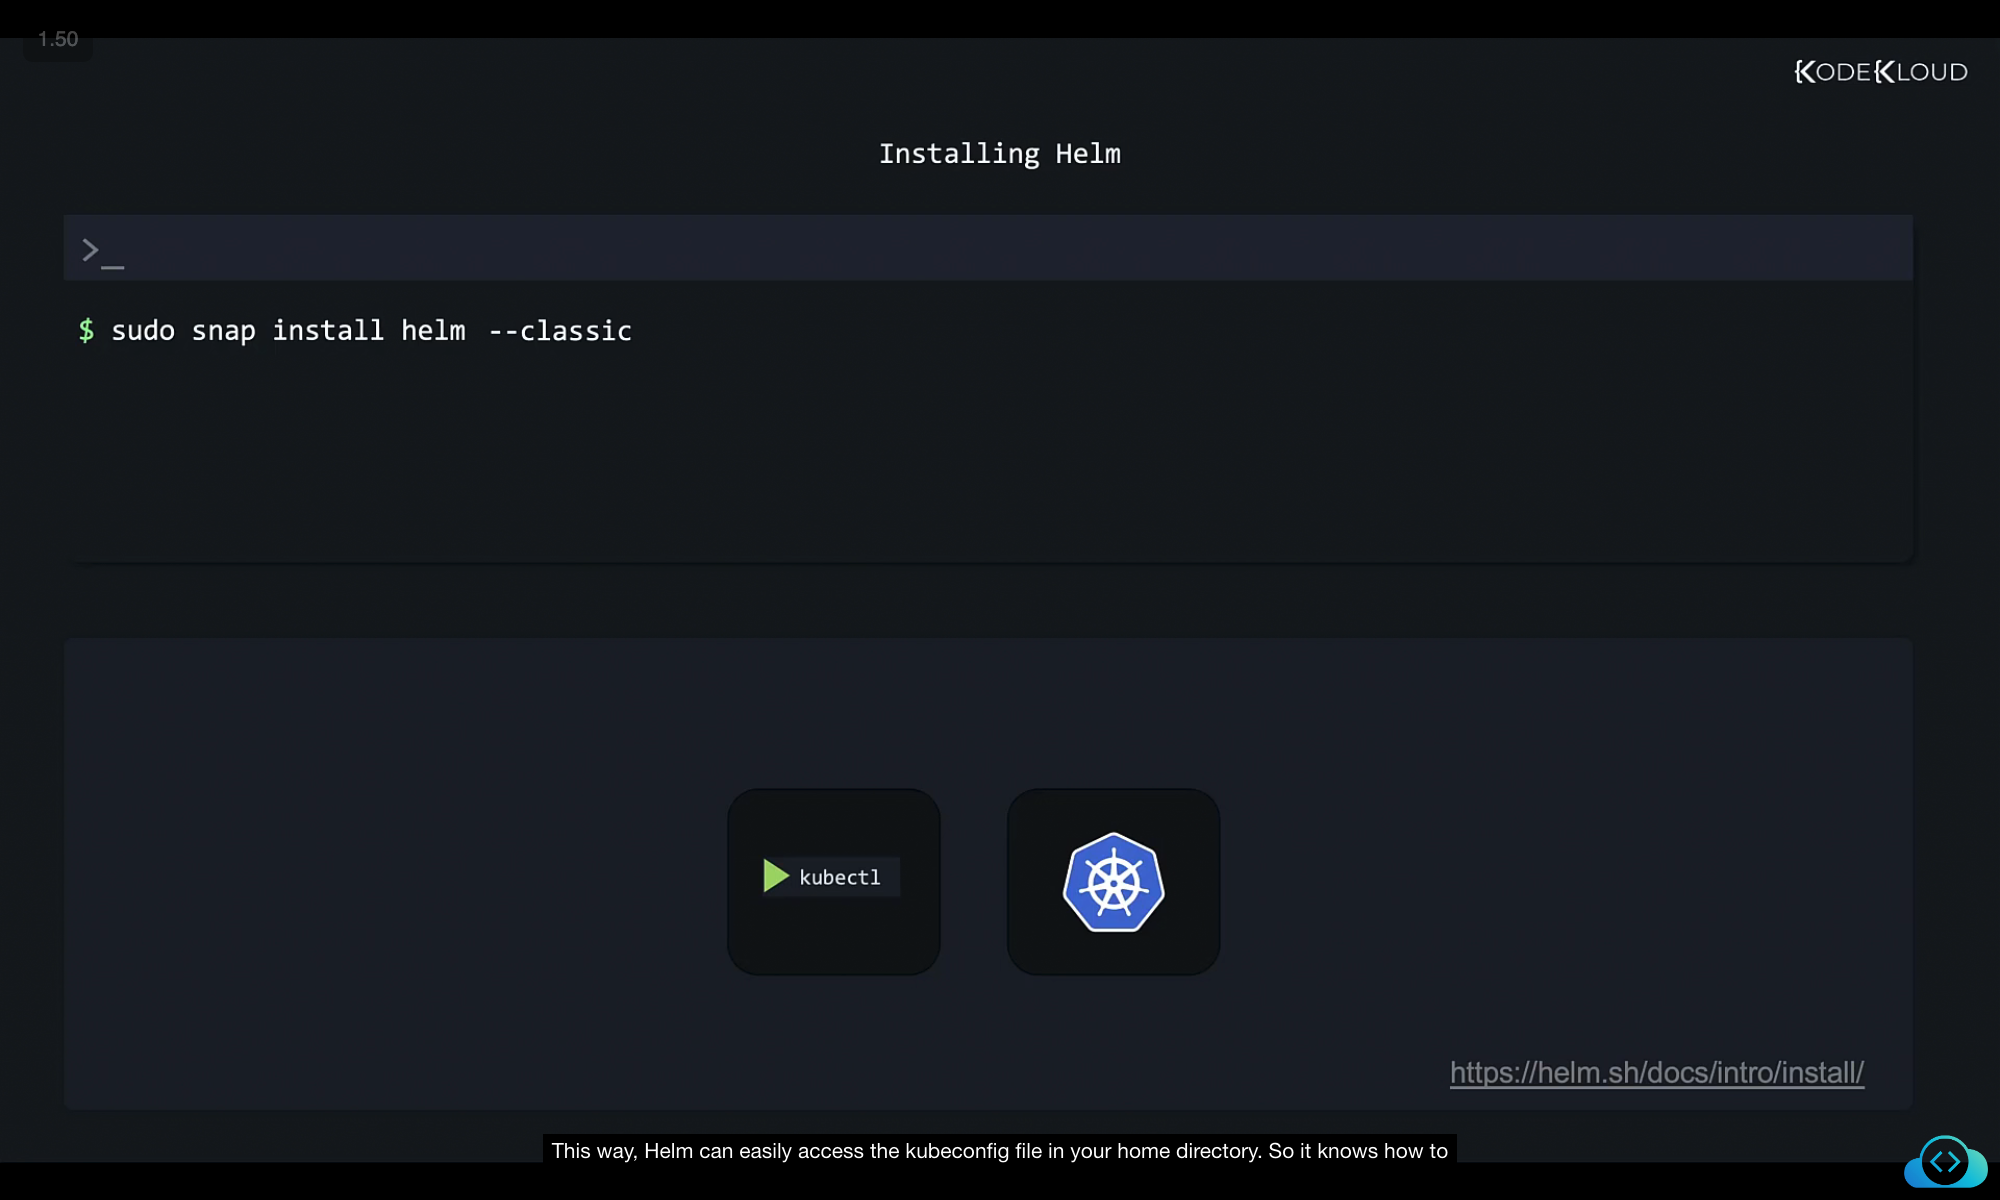 1.50
KODEKLOUD
Installing Helm
>_
$ sudo snap install helm --classic
kubectl
https://helm.sh/docs/intro/install/
This way, Helm can easily access the kubeconfig file in your home directory. So it knows how to